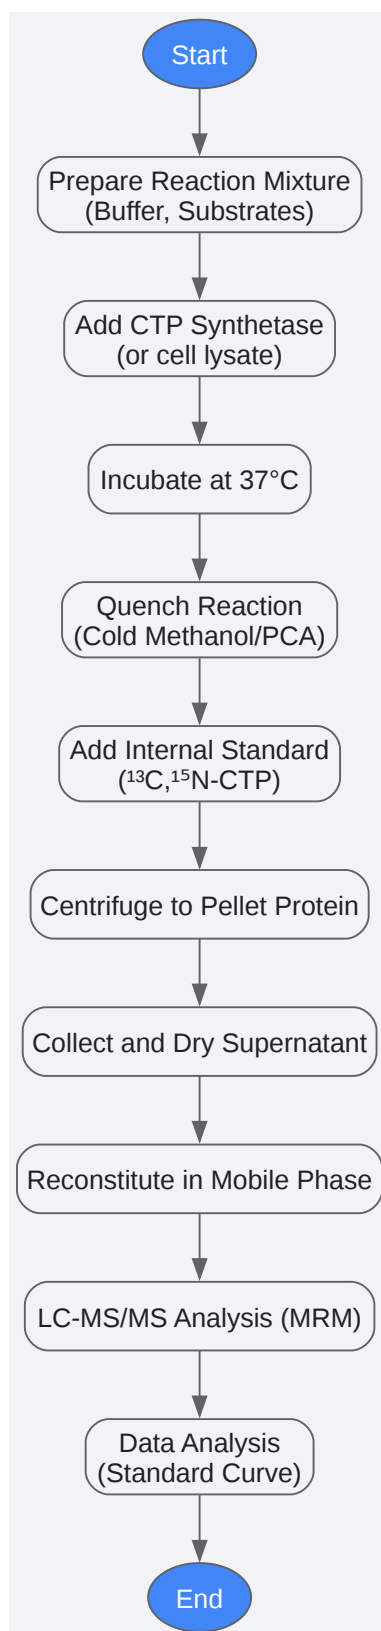 Start
Prepare Reaction Mixture
(Buffer, Substrates)
Add CTP Synthetase
(or cell lysate)
Incubate at 37°C
Quench Reaction
(Cold Methanol/PCA)
Add Internal Standard
(¹³C,¹⁵N-CTP)
Centrifuge to Pellet Protein
Collect and Dry Supernatant
Reconstitute in Mobile Phase
LC-MS/MS Analysis (MRM)
Data Analysis
(Standard Curve)
End